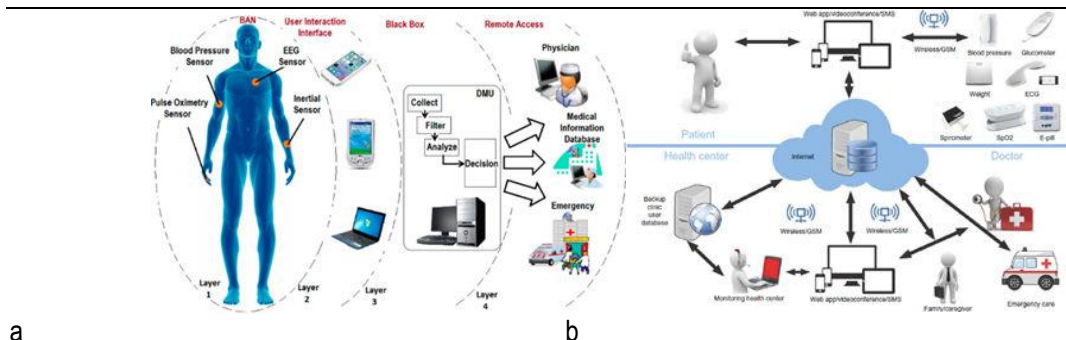 BAN
User Interaction
Interface
Black Box
Remote Access
Blood Pressure
Sensor
EEG
Sensor
Pulse Oximetry
Sensor
Inertial
Sensor
DMU
Collect
Filter
Analyze
Decision
Physician
Medical
Information
Database
Emergency
Layer
1
Layer
2
Layer
3
Layer
4
a
Web app/videoconference/SMS
Wireless/GSM
Blood pressure
Glucometer
Weight
ECG
Spirometer
SpO2
E-pill
Patient
Health center
Internet
Doctor
Backup
clinic
user
database
Wireless/GSM
Wireless/GSM
Monitoring health center
Web app/videoconference/SMS
Family/caregiver
Emergency care
b